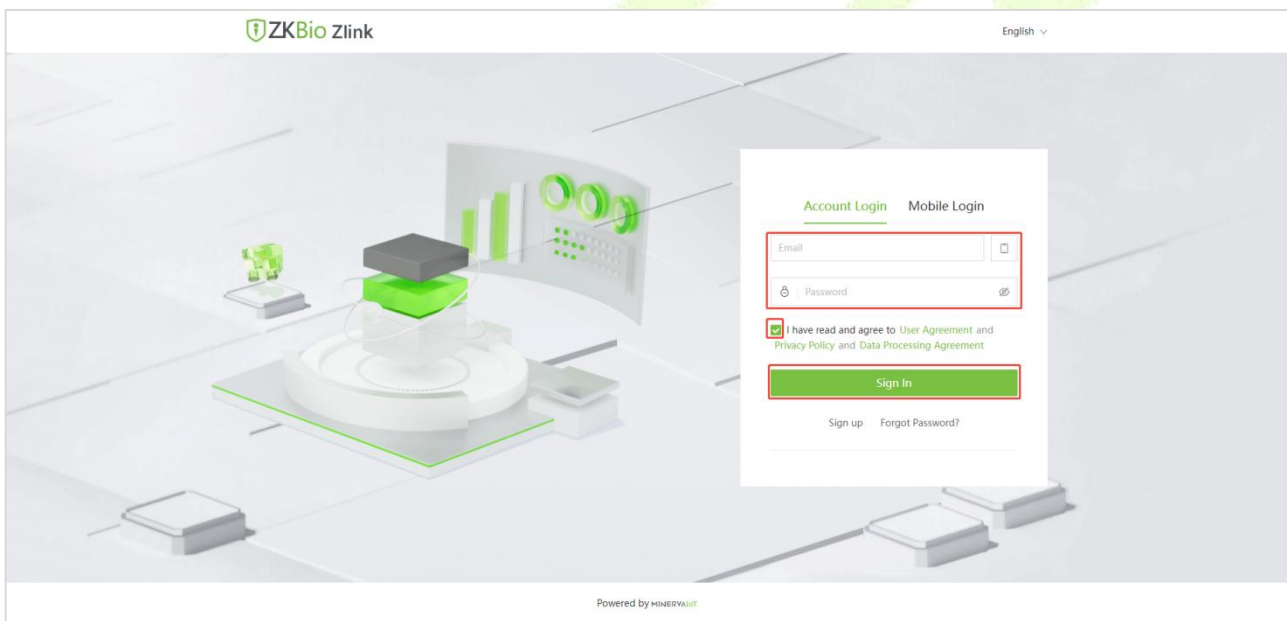 ZKBio Zlink
English
Account Login Mobile Login
Email
Password
I have read and agree to User Agreement and
Privacy Policy and Data Processing Agreement
Sign In
Sign up Forgot Password?
Powered by MINERVAIoT